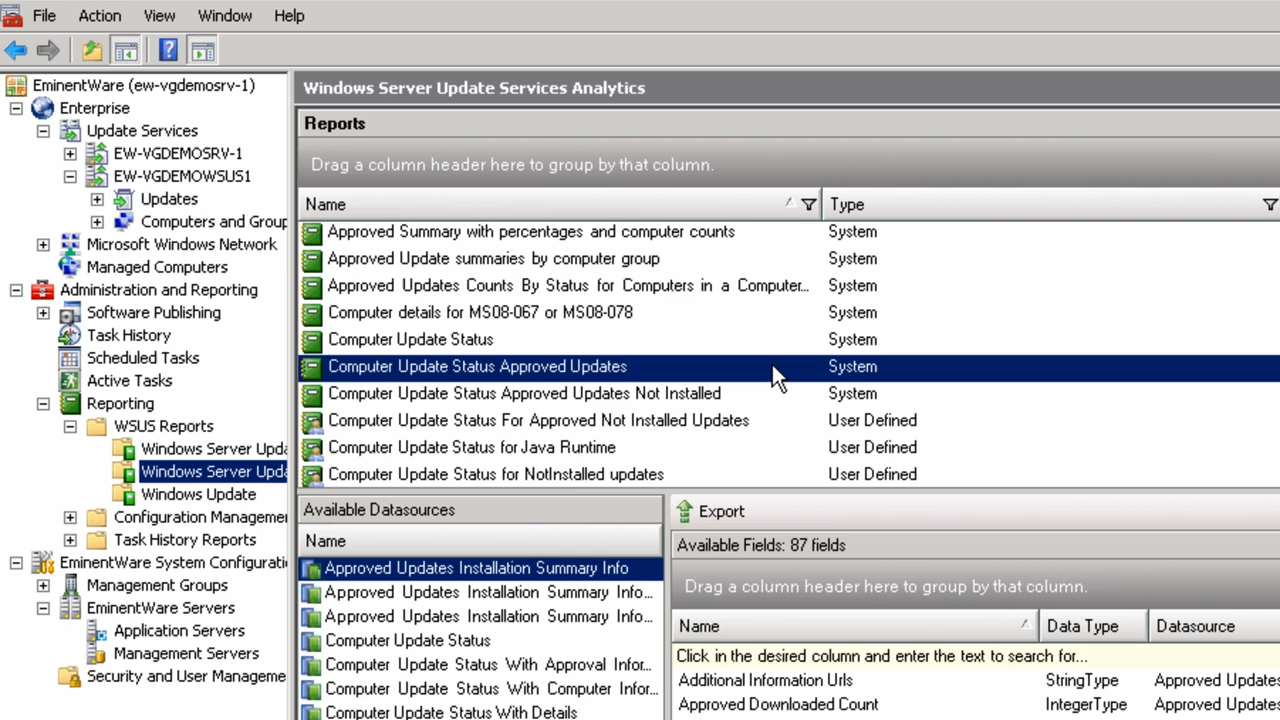 File Action View Window Help
EminentWare (ew-vgdemosrv-1)
Enterprise
Update Services
EW-VGDEMOSRV-1
EW-VGDEMOWSUS1
Updates
Computers and Group
Microsoft Windows Network
Managed Computers
Administration and Reporting
Software Publishing
Task History
Scheduled Tasks
Active Tasks
Reporting
WSUS Reports
Windows Server Upda
Windows Server Upda
Windows Update
Configuration Manageme
Task History Reports
EminentWare System Configurati
Management Groups
EminentWare Servers
Application Servers
Management Servers
Security and User Manageme
Windows Server Update Services Analytics
Reports
Drag a column header here to group by that column.
Name Type
Approved Summary with percentages and computer counts System
Approved Update summaries by computer group System
Approved Updates Counts By Status for Computers in a Computer... System
Computer details for MS08-067 or MS08-078 System
Computer Update Status System
Computer Update Status Approved Updates System
Computer Update Status Approved Updates Not Installed System
Computer Update Status For Approved Not Installed Updates User Defined
Computer Update Status for Java Runtime User Defined
Computer Update Status for NotInstalled updates User Defined
Available Datasources
Name
Approved Updates Installation Summary Info
Approved Updates Installation Summary Info...
Approved Updates Installation Summary Info...
Computer Update Status
Computer Update Status With Approval Infor...
Computer Update Status With Computer Infor...
Computer Update Status With Details
Export
Available Fields: 87 fields
Drag a column header here to group by that column.
Name Data Type Datasource
Click in the desired column and enter the text to search for...
Additional Information Urls StringType Approved Updates
Approved Downloaded Count IntegerType Approved Updates